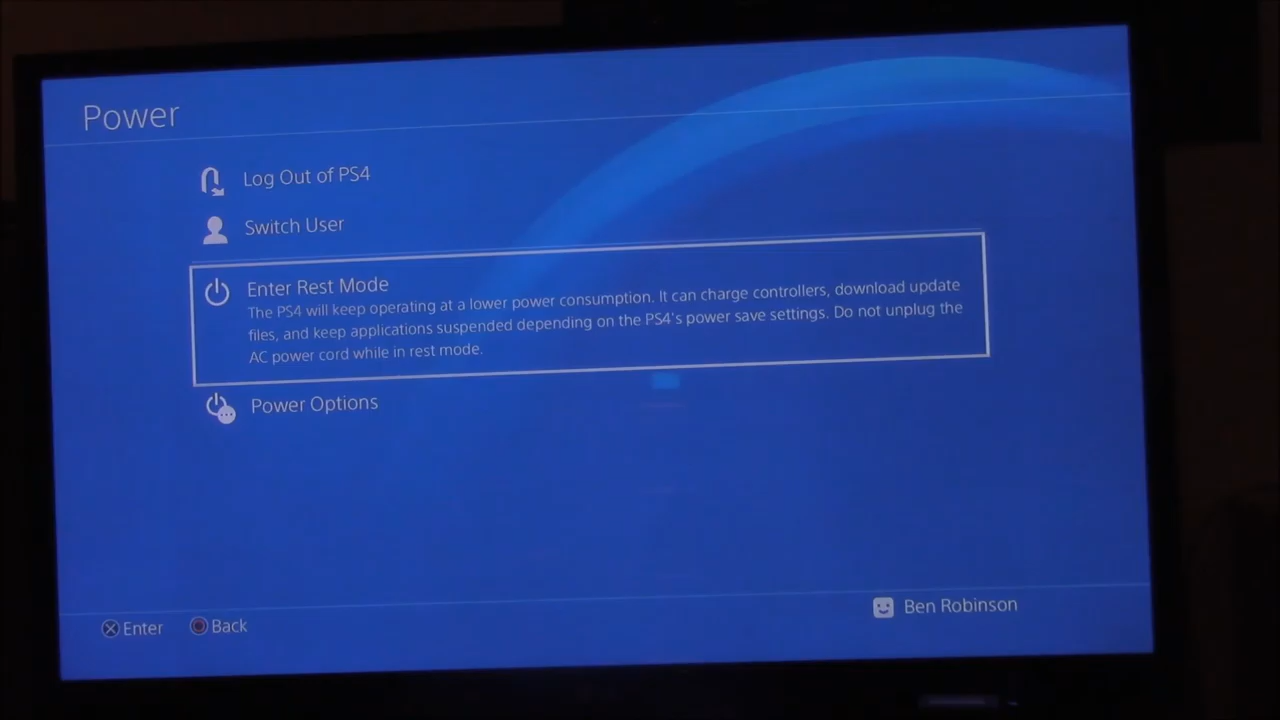 Power
Log Out of PS4
Switch User
Enter Rest Mode
The PS4 will keep operating at a lower power consumption. It can charge controllers, download update
files, and keep applications suspended depending on the PS4's power save settings. Do not unplug the
AC power cord while in rest mode.
Power Options
Enter
Back
Ben Robinson